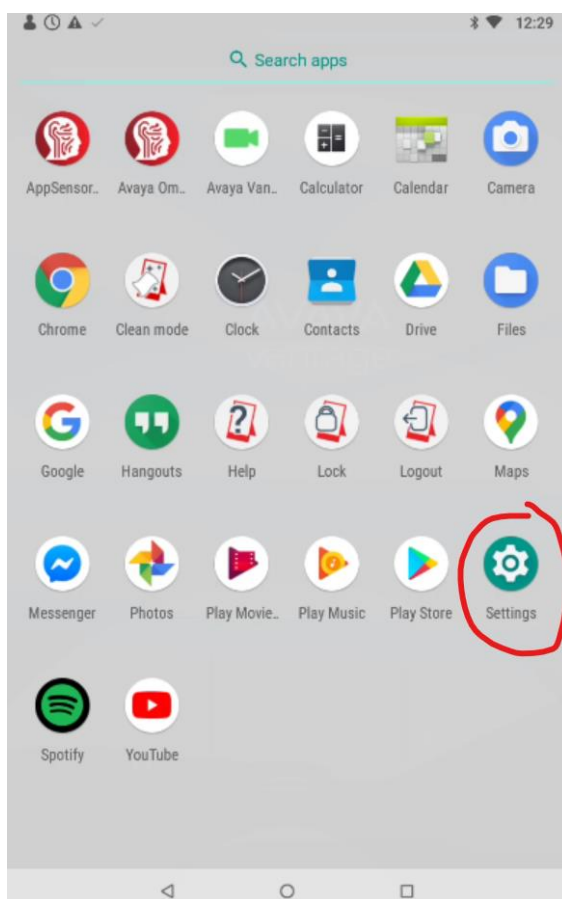 12:29
Search apps
AppSensor.. Avaya Om.. Avaya Van.. Calculator Calendar Camera
Chrome Clean mode Clock Contacts Drive Files
Google Hangouts Help Lock Logout Maps
Messenger Photos Play Movie.. Play Music Play Store Settings
Spotify YouTube